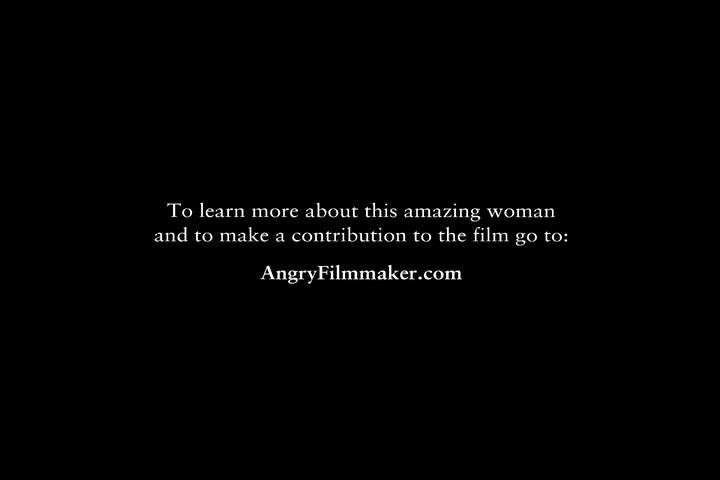 To learn more about this amazing woman
and to make a contribution to the film go to:
AngryFilmmaker.com